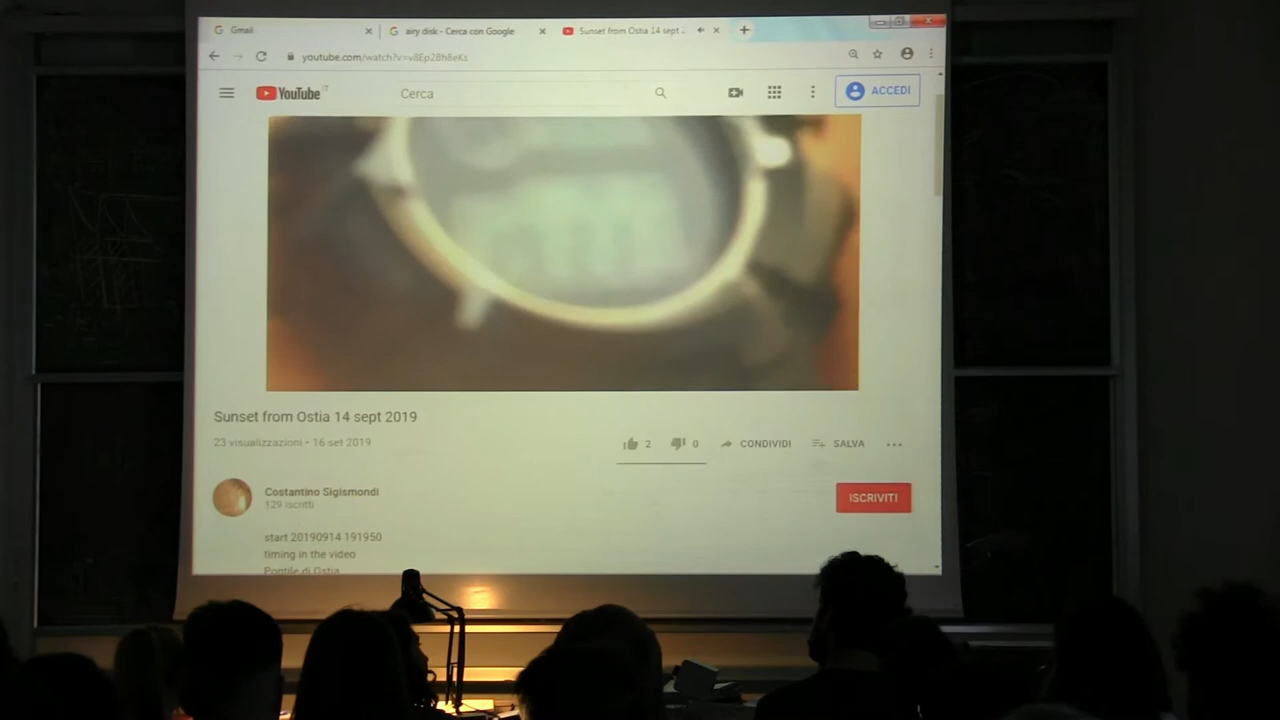 Gmail
airy disk - Cerca con Google
Sunset from Ostia 14 sept
youtube.com/watch?v=v8Ep2Bh8eKs
YouTube IT
Cerca
ACCEDI
Sunset from Ostia 14 sept 2019
23 visualizzazioni • 16 set 2019
2
0
CONDIVIDI
SALVA
Costantino Sigismondi
129 iscritti
ISCRIVITI
start 20190914 191950
timing in the video
Pontile di Ostia